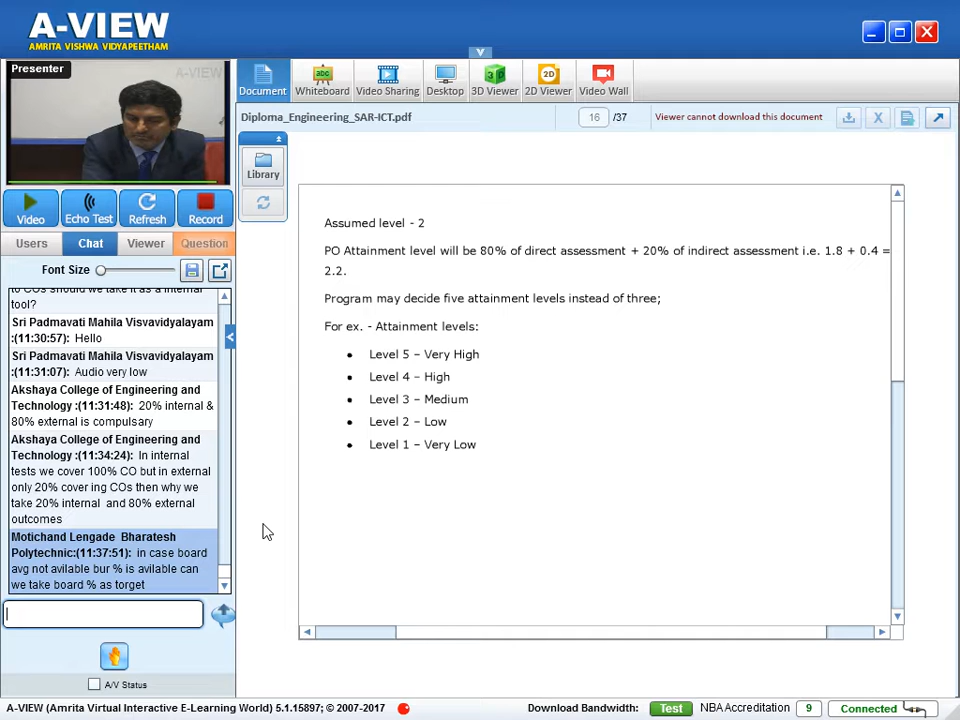 A-VIEW
AMRITA VISHWA VIDYAPEETHAM
Presenter
A-VIEW
Video
Echo Test
Refresh
Record
Users
Chat
Viewer
Question
Font Size
to COs should we take it as a internal
tool?
Sri Padmavati Mahila Visvavidyalayam
:(11:30:57): Hello
Sri Padmavati Mahila Visvavidyalayam
:(11:31:07): Audio very low
Akshaya College of Engineering and
Technology :(11:31:48): 20% internal &
80% external is compulsary
Akshaya College of Engineering and
Technology :(11:34:24): In internal
tests we cover 100% CO but in external
only 20% cover ing COs then why we
take 20% internal and 80% external
outcomes
Motichand Lengade Bharatesh
Polytechnic:(11:37:51): in case board
avg not avilable bur % is avilable can
we take board % as torget
A/V Status
Document
abc
Whiteboard
Video Sharing
Desktop
3D
3D Viewer
2D
2D Viewer
Video Wall
Diploma_Engineering_SAR-ICT.pdf
16 /37
Viewer cannot download this document
X
Library
Assumed level - 2
PO Attainment level will be 80% of direct assessment + 20% of indirect assessment i.e. 1.8 + 0.4 =
2.2.
Program may decide five attainment levels instead of three;
For ex. - Attainment levels:
• Level 5 – Very High
• Level 4 – High
• Level 3 – Medium
• Level 2 – Low
• Level 1 – Very Low
A-VIEW (Amrita Virtual Interactive E-Learning World) 5.1.15897; © 2007-2017
Download Bandwidth: Test NBA Accreditation 9 Connected